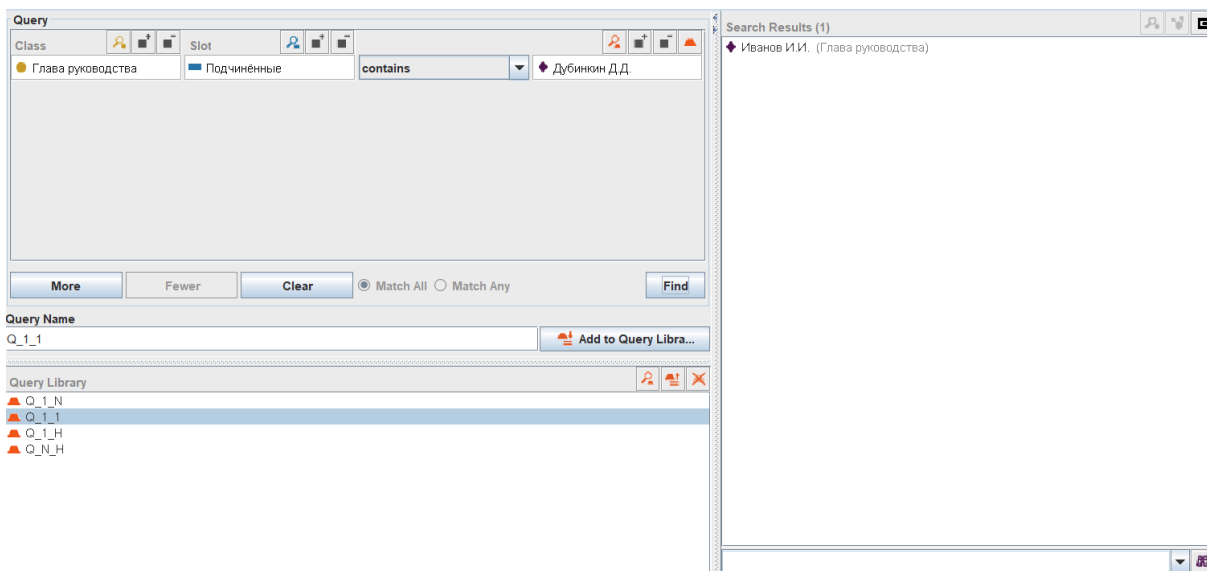 Query
Class
Slot
Глава руководства
Подчинённые
contains
Дубинкин Д.Д.
More
Fewer
Clear
Match All
Match Any
Find
Query Name
Q_1_1
Add to Query Libra...
Query Library
Q_1_N
Q_1_1
Q_1_H
Q_N_H
Search Results (1)
Иванов И.И. (Глава руководства)